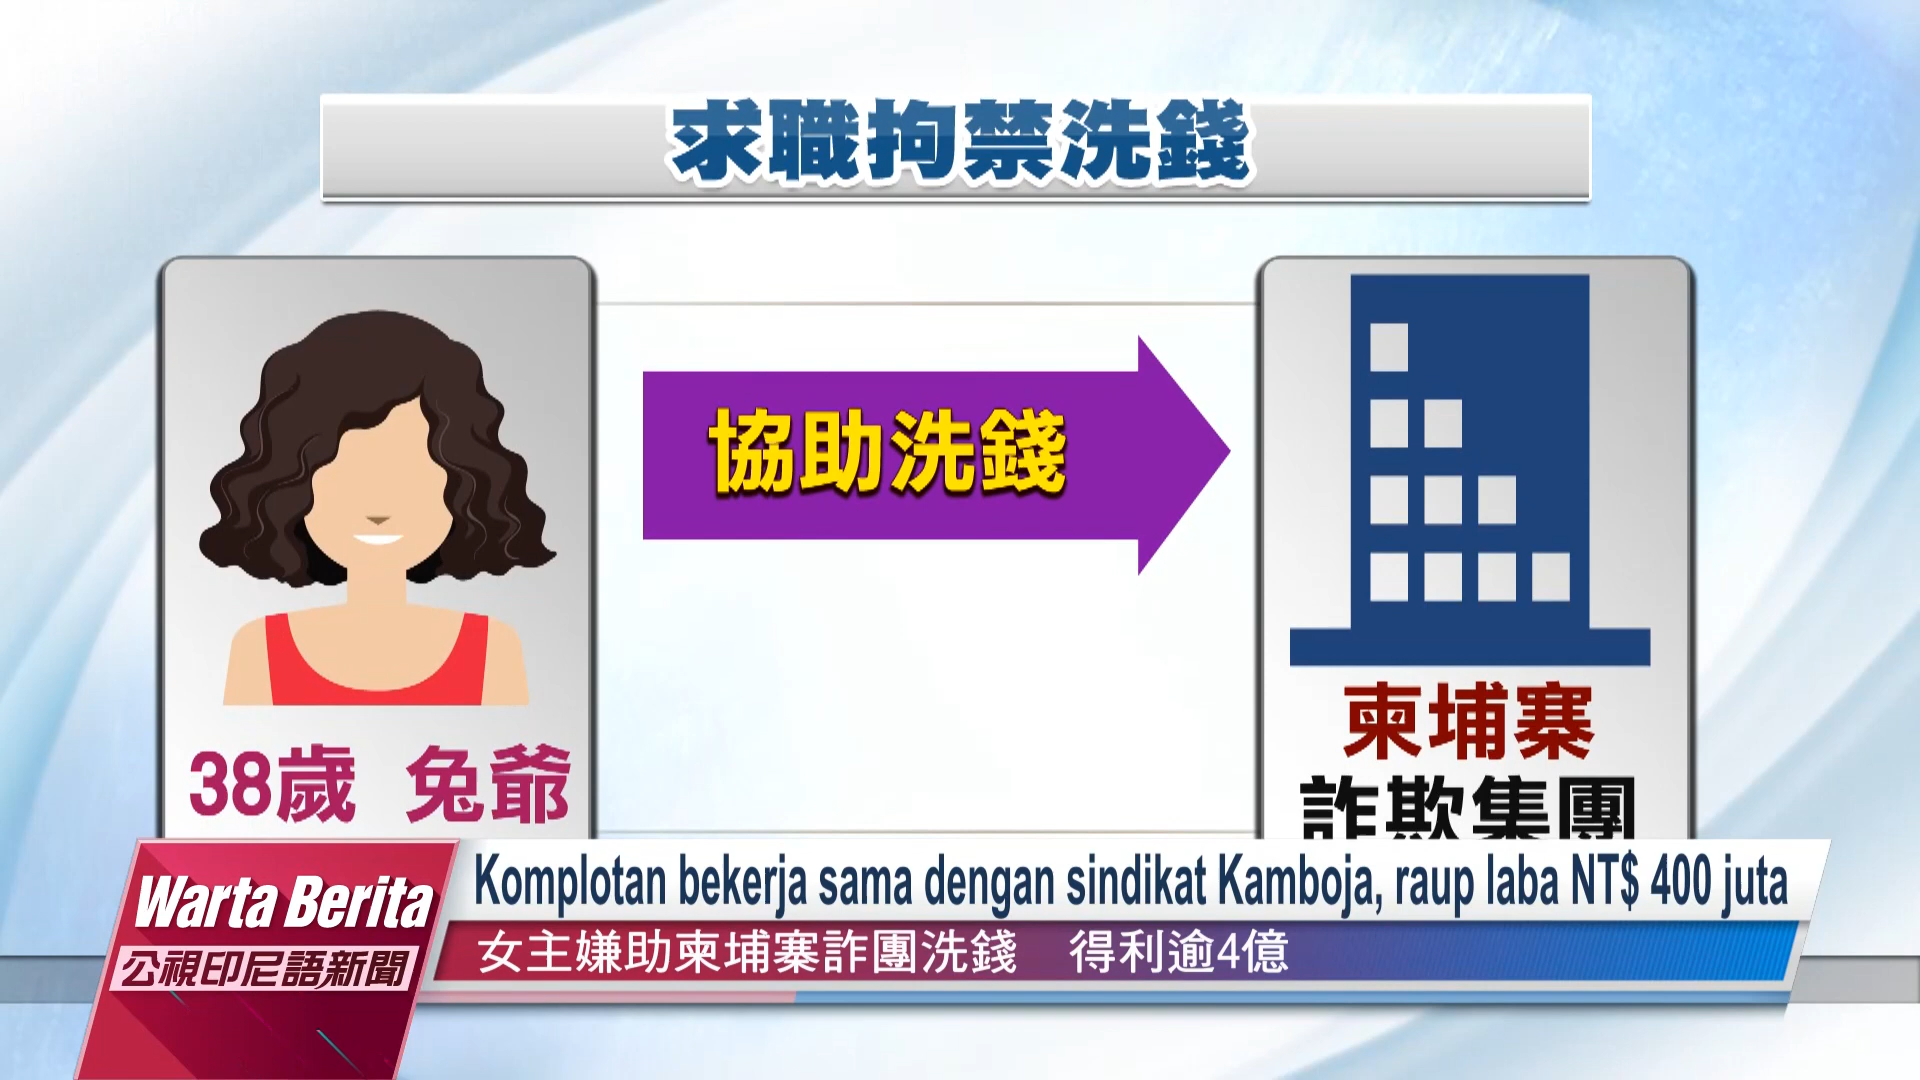 求職拘禁洗錢
協助洗錢
38歲 兔爺
柬埔寨
詐欺集團
Warta Berita
公視印尼語新聞
Komplotan bekerja sama dengan sindikat Kamboja, raup laba NT$ 400 juta
女主嫌助柬埔寨詐團洗錢 得利逾4億